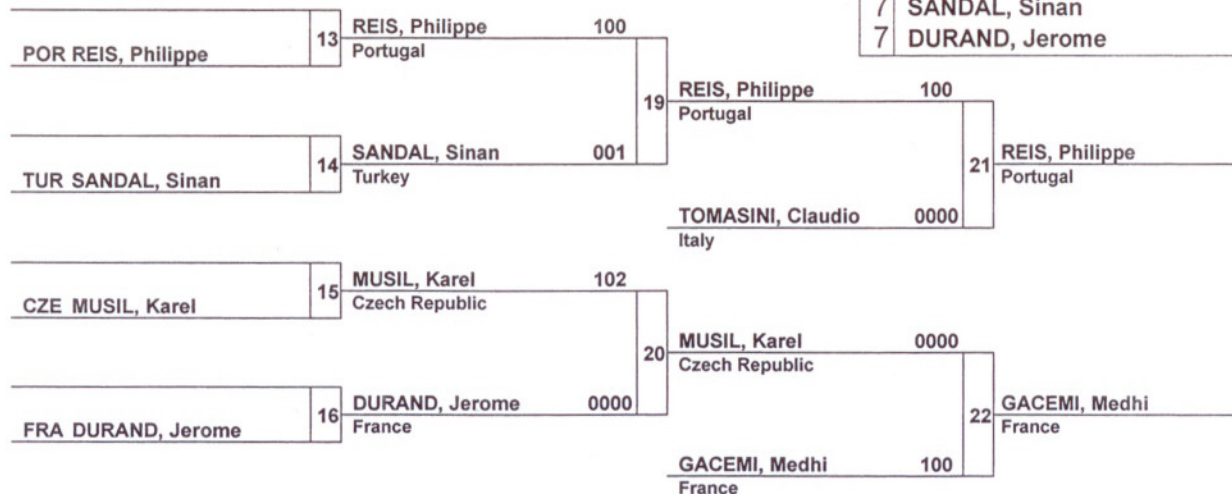 7 SANDAL, Sinan
7 DURAND, Jerome
POR REIS, Philippe
13
REIS, Philippe 100
Portugal
TUR SANDAL, Sinan
14
SANDAL, Sinan 001
Turkey
19
REIS, Philippe 100
Portugal
TOMASINI, Claudio 0000
Italy
21
REIS, Philippe
Portugal
CZE MUSIL, Karel
15
MUSIL, Karel 102
Czech Republic
FRA DURAND, Jerome
16
DURAND, Jerome 0000
France
20
MUSIL, Karel 0000
Czech Republic
GACEMI, Medhi 100
France
22
GACEMI, Medhi
France